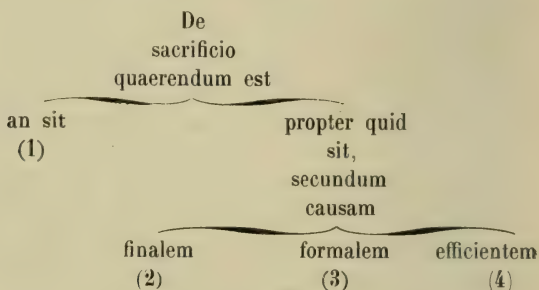 De
sacrificio
quaerendum est
an sit
(1)
propter quid
sit,
secundum
causam
finalem
(2)
formalem
(3)
efficientem
(4)